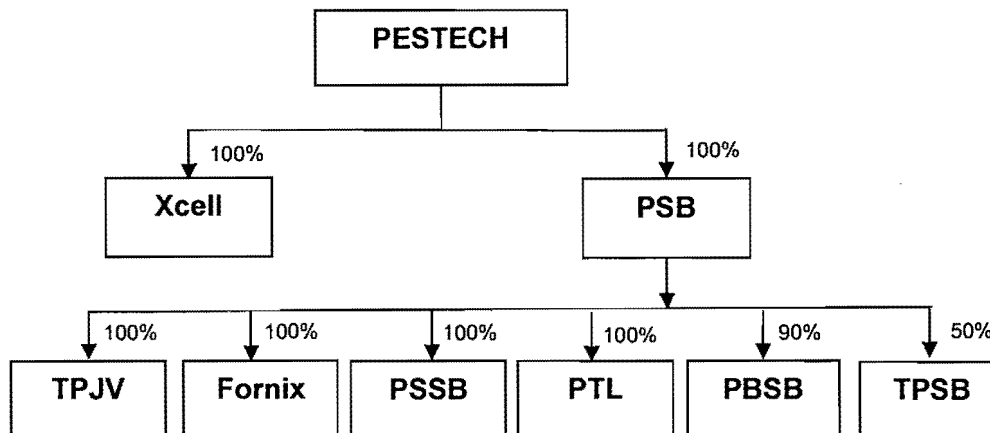 PESTECH
100%
100%
Xcell
PSB
100%
100%
100%
100%
90%
50%
TPJV
Fornix
PSSB
PTL
PBSB
TPSB